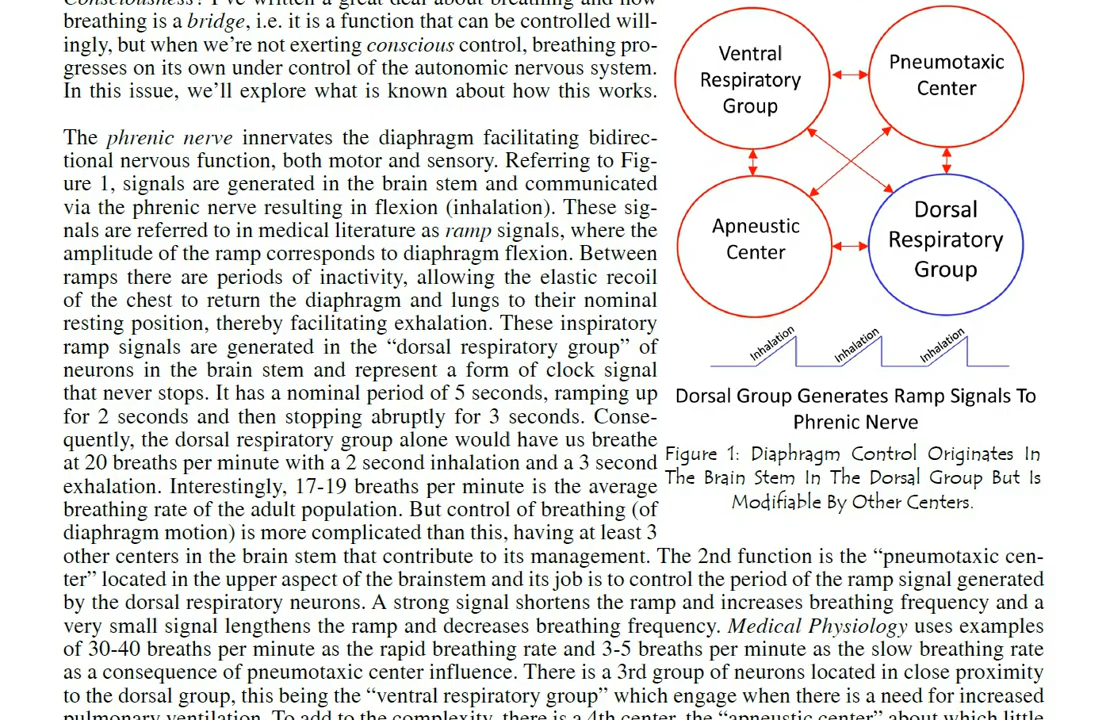 Consciousness? I've written a great deal about breathing and how
breathing is a bridge, i.e. it is a function that can be controlled will-
ingly, but when we're not exerting conscious control, breathing pro-
gresses on its own under control of the autonomic nervous system.
In this issue, we'll explore what is known about how this works.
The phrenic nerve innervates the diaphragm facilitating bidirec-
tional nervous function, both motor and sensory. Referring to Fig-
ure 1, signals are generated in the brain stem and communicated
via the phrenic nerve resulting in flexion (inhalation). These sig-
nals are referred to in medical literature as ramp signals, where the
amplitude of the ramp corresponds to diaphragm flexion. Between
ramps there are periods of inactivity, allowing the elastic recoil
of the chest to return the diaphragm and lungs to their nominal
resting position, thereby facilitating exhalation. These inspiratory
ramp signals are generated in the “dorsal respiratory group” of
neurons in the brain stem and represent a form of clock signal
that never stops. It has a nominal period of 5 seconds, ramping up
for 2 seconds and then stopping abruptly for 3 seconds. Conse-
quently, the dorsal respiratory group alone would have us breathe
at 20 breaths per minute with a 2 second inhalation and a 3 second
exhalation. Interestingly, 17-19 breaths per minute is the average
breathing rate of the adult population. But control of breathing (of
diaphragm motion) is more complicated than this, having at least 3
Ventral
Respiratory
Group
Pneumotaxic
Center
Apneustic
Center
Dorsal
Respiratory
Group
Inhalation
Inhalation
Inhalation
Dorsal Group Generates Ramp Signals To
Phrenic Nerve
Figure 1: Diaphragm Control Originates In
The Brain Stem In The Dorsal Group But Is
Modifiable By Other Centers.
other centers in the brain stem that contribute to its management. The 2nd function is the “pneumotaxic cen-
ter” located in the upper aspect of the brainstem and its job is to control the period of the ramp signal generated
by the dorsal respiratory neurons. A strong signal shortens the ramp and increases breathing frequency and a
very small signal lengthens the ramp and decreases breathing frequency. Medical Physiology uses examples
of 30-40 breaths per minute as the rapid breathing rate and 3-5 breaths per minute as the slow breathing rate
as a consequence of pneumotaxic center influence. There is a 3rd group of neurons located in close proximity
to the dorsal group, this being the “ventral respiratory group” which engage when there is a need for increased
pulmonary ventilation. To add to the complexity, there is a 4th center, the “apneustic center” about which little